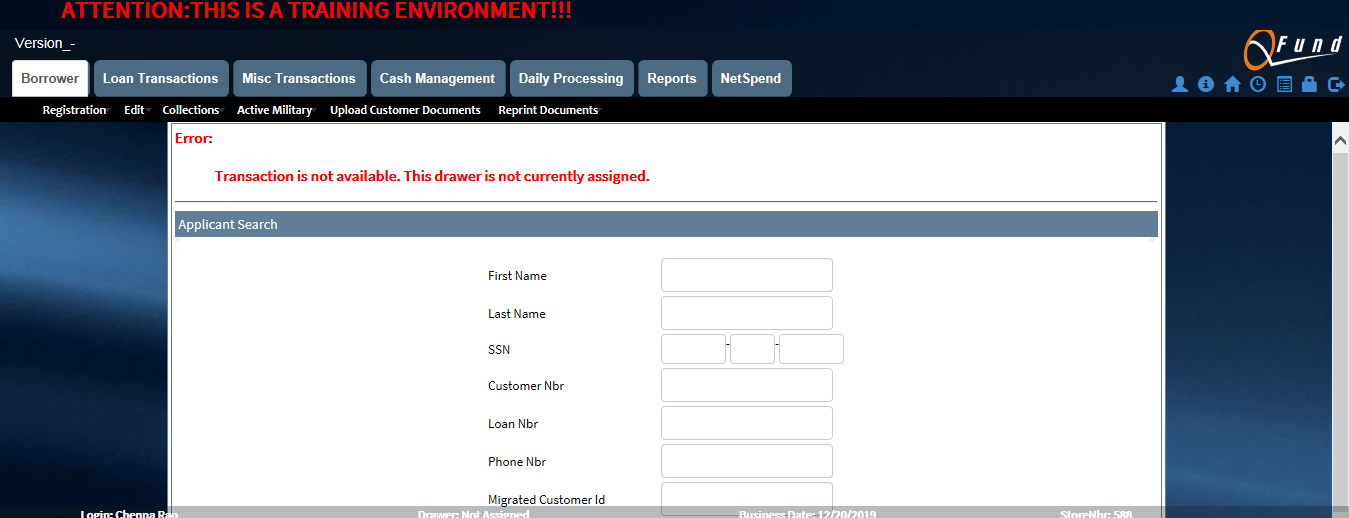 ATTENTION:THIS IS A TRAINING ENVIRONMENT!!!
Version_-
QFund
Borrower Loan Transactions Misc Transactions Cash Management Daily Processing Reports NetSpend
Registration Edit Collections Active Military Upload Customer Documents Reprint Documents
Error:
Transaction is not available. This drawer is not currently assigned.
Applicant Search
First Name
Last Name
SSN - -
Customer Nbr
Loan Nbr
Phone Nbr
Migrated Customer Id
Login: Chenna Rao Drawer: Not Assigned Business Date: 12/20/2019 StoreNbr: 588